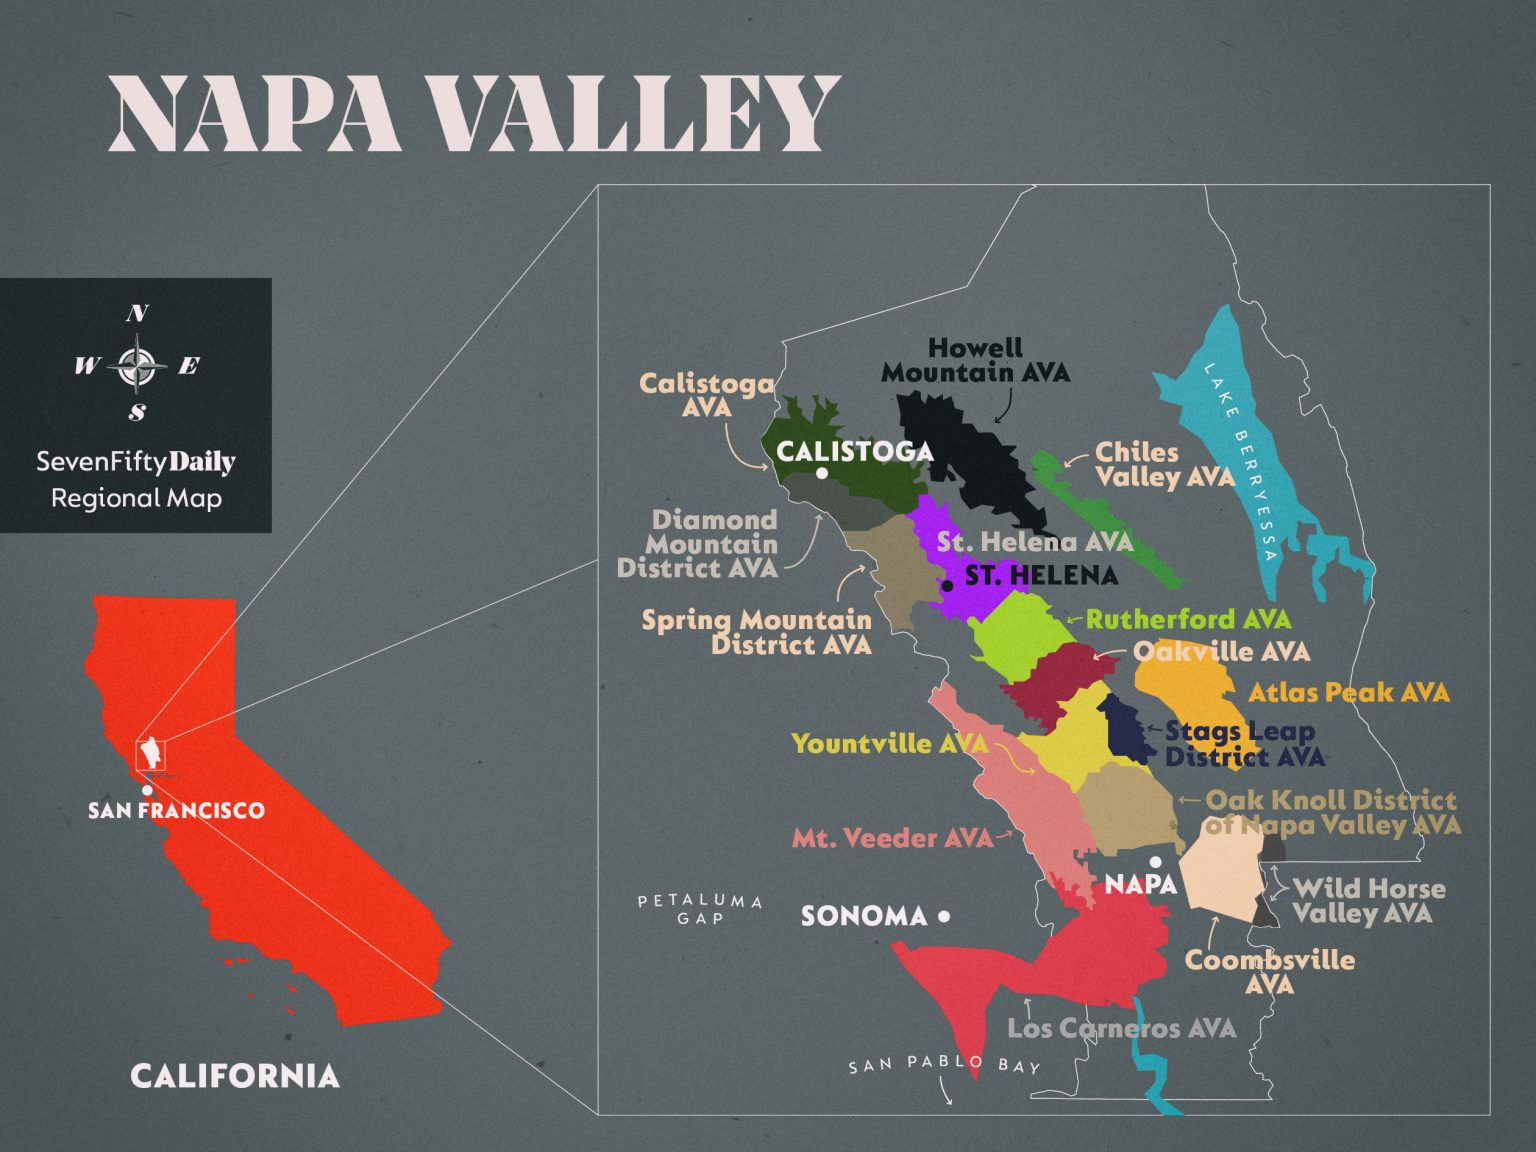 NAPA VALLEY
N
W E
S
SevenFiftyDaily
Regional Map
SAN FRANCISCO
CALIFORNIA
Howell
Mountain AVA
Calistoga
AVA
CALISTOGA
Chiles
Valley AVA
LAKE BERRYESSA
Diamond
Mountain
District AVA
St. Helena AVA
ST. HELENA
Spring Mountain
District AVA
Rutherford AVA
Oakville AVA
Atlas Peak AVA
Stags Leap
District AVA
Yountville AVA
Oak Knoll District
of Napa Valley AVA
Mt. Veeder AVA
NAPA
Wild Horse
Valley AVA
PETALUMA
GAP
SONOMA
Coombsville
AVA
Los Carneros AVA
SAN PABLO BAY